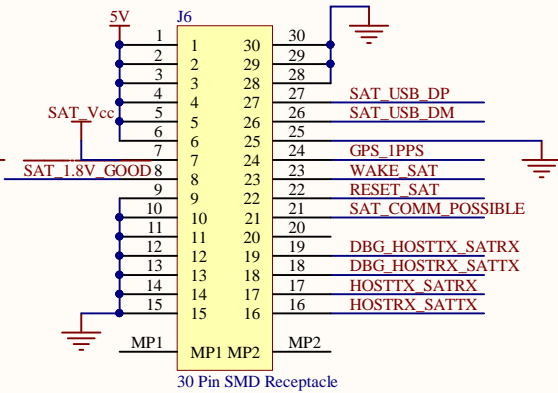 5V
J6
1 1 30 30
2 2 29 29
3 3 28 28
4 4 27 27 SAT_USB_DP
5 5 26 26 SAT_USB_DM
SAT_Vcc
6 6 25 25
7 7 24 24 GPS_1PPS
SAT_1.8V_GOOD 8 8 23 23 WAKE_SAT
9 9 22 22 RESET_SAT
10 10 21 21 SAT_COMM_POSSIBLE
11 11 20 20
12 12 19 19 DBG_HOSTTX_SATRX
13 13 18 18 DBG_HOSTRX_SATTX
14 14 17 17 HOSTTX_SATRX
15 15 16 16 HOSTRX_SATTX
MP1 MP1 MP2 MP2
30 Pin SMD Receptacle